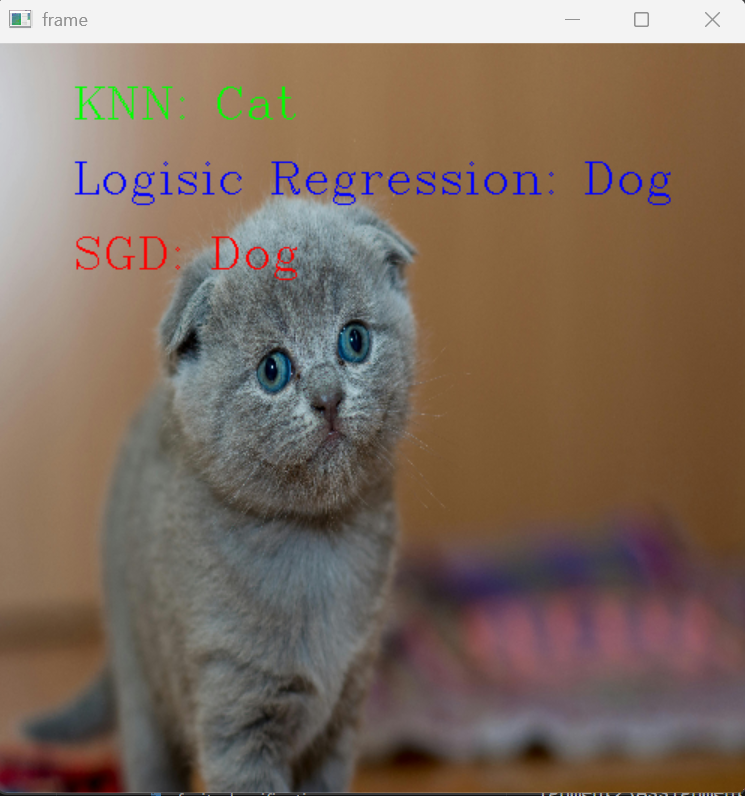 frame
KNN: Cat
Logisic Regression: Dog
SGD: Dog